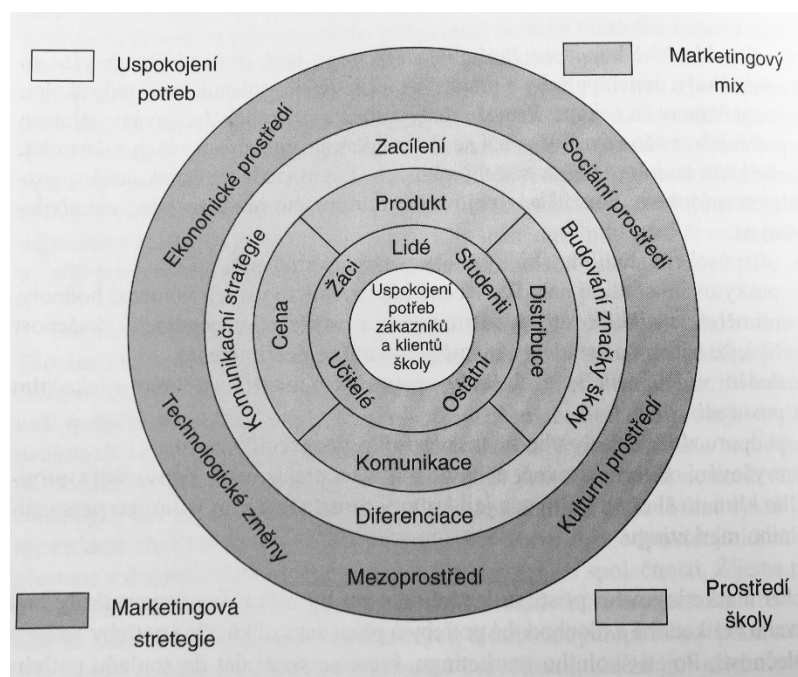 Uspokojení
potřeb
Marketingový
mix
Ekonomické prostředí
Sociální prostředí
Zacílení
Komunikační strategie
Budování značky školy
Produkt
Cena
Distribuce
Lidé
Žáci
Studenti
Uspokojení
potřeb
zákazníků
a klientů
školy
Učitelé
Ostatní
Komunikace
Diferenciace
Technologické změny
Kulturní prostředí
Mezoprostředí
Marketingová
stretegie
Prostředí
školy